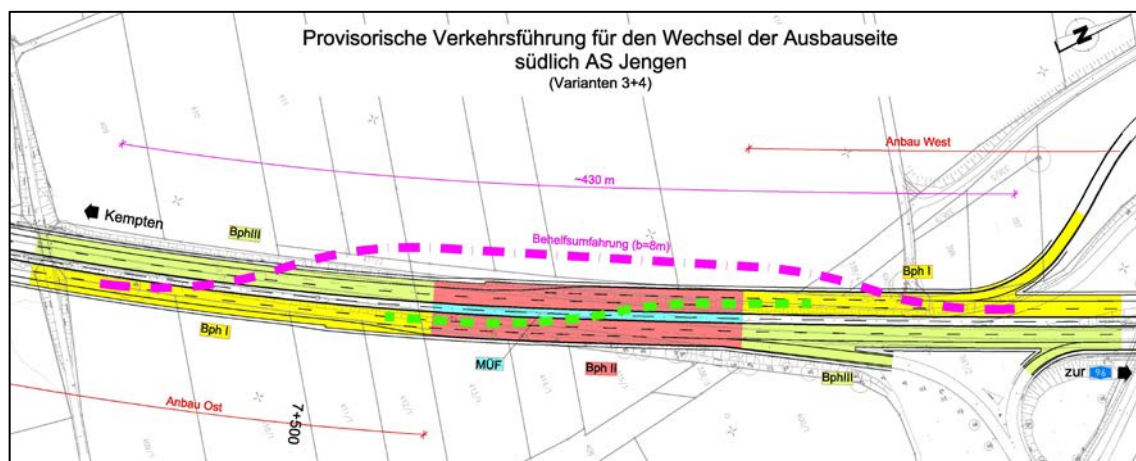 Provisorische Verkehrsführung für den Wechsel der Ausbauseite
südlich AS Jengen
(Varianten 3+4)
N
Anbau West
~430 m
Kempten
BphIII
Behelfsumfahrung (b=8m)
Bph I
Bph I
MÜF
Bph II
BphIII
zur 96
Anbau Ost
7+500